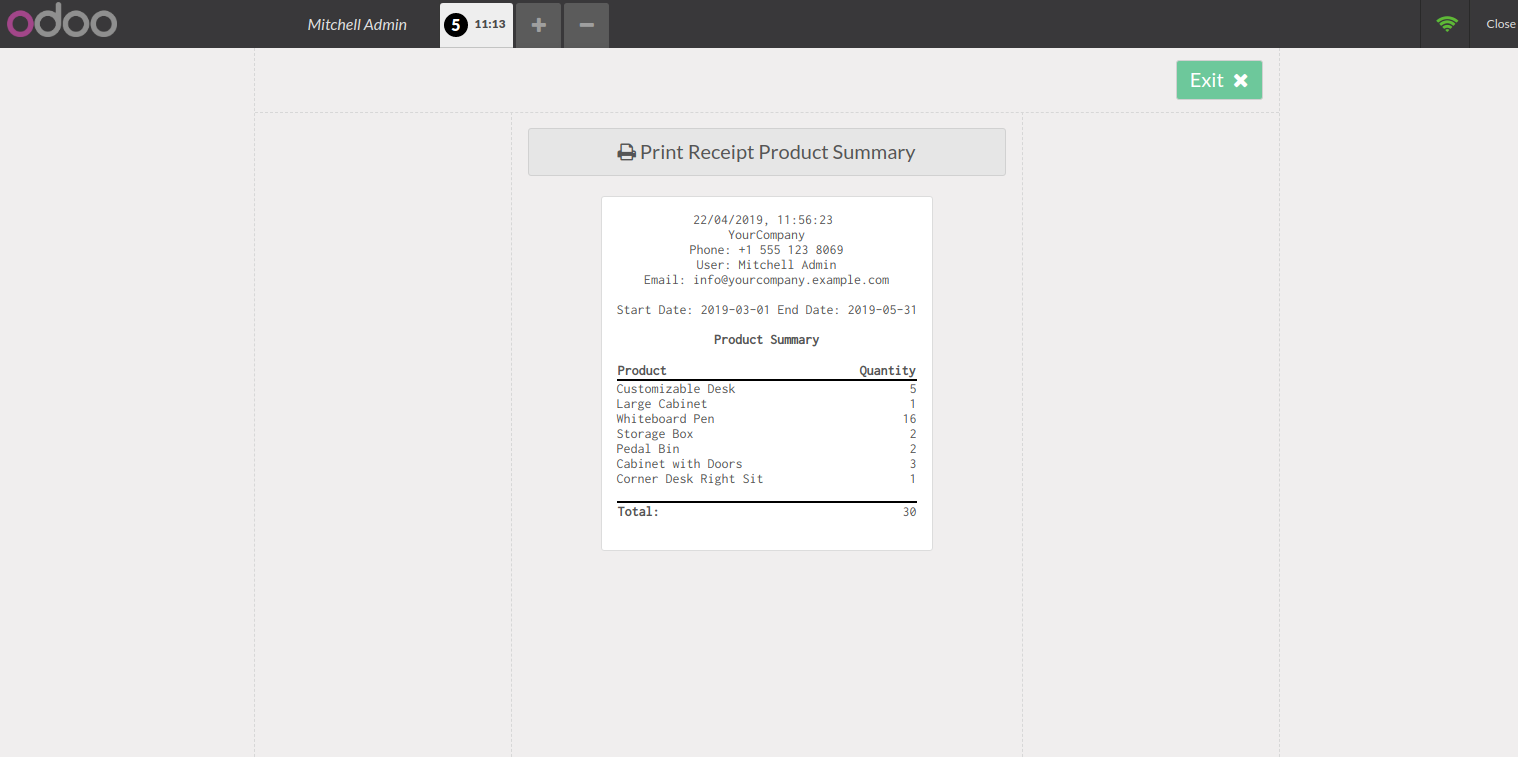 odoo
Mitchell Admin
5 11:13
Close
Exit
Print Receipt Product Summary
22/04/2019, 11:56:23
YourCompany
Phone: +1 555 123 8069
User: Mitchell Admin
Email: info@yourcompany.example.com
Start Date: 2019-03-01 End Date: 2019-05-31
Product Summary
Product Quantity
Customizable Desk 5
Large Cabinet 1
Whiteboard Pen 16
Storage Box 2
Pedal Bin 2
Cabinet with Doors 3
Corner Desk Right Sit 1
Total: 30